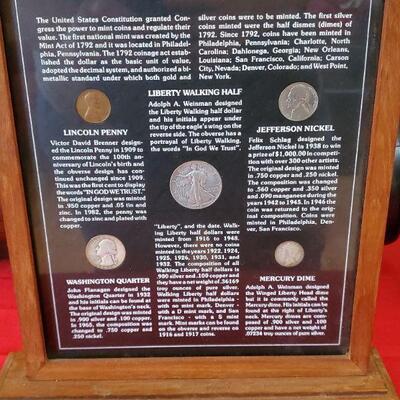 The United States Constitution granted Con-
gress the power to mint coins and regulate their
value. The first national mint was created by the
Mint Act of 1792 and it was located in Philadel-
phia, Pennsylvania. The 1792 coinage act estab-
lished the dollar as the basic unit of value,
adopted the decimal system, and authorized a bi-
metallic standard under which both gold and
silver coins were to be minted. The first silver
coins were minted were the half dismes (dimes) of
1792. Since 1792, coins have been minted in
Philadelphia, Pennsylvania; Charlotte, North
Carolina; Dahlonega, Georgia; New Orleans,
Louisiana; San Francisco, California; Carson
City, Nevada; Denver, Colorado; and West Point,
New York.
LIBERTY WALKING HALF
Adolph A. Weinman designed
the Liberty Walking half dollar
and his initials appear under
the tip of the eagle's wing on the
reverse side. The obverse has a
portrayal of Liberty Walking,
the words "In God We Trust",
"Liberty", and the date. Walk-
ing Liberty half dollars were
minted from 1916 to 1948.
However, there were no coins
minted in the years 1922, 1924,
1925, 1926, 1930, 1931, and
1932. The composition of all
Walking Liberty half dollars is
.900 silver and .100 copper and
they have a net weight of .36169
troy ounces of pure silver.
Walking Liberty half dollars
were minted in Philadelphia -
with no mint mark, Denver -
with a D mint mark, and San
Francisco - with a S mint
mark. Mint marks can be found
on the obverse and reverse on
1916 and 1917 coins.
LINCOLN PENNY
Victor David Brenner design-
ed the Lincoln Penny in 1909 to
commemorate the 100th an-
niversary of Lincoln's birth
and the obverse design has con-
tinued unchanged since 1909.
This was the first cent to display
the words "IN GOD WE TRUST."
The original design was minted
in .950 copper and .05 tin and
zinc. In 1982, the penny was
changed to zinc and plated with
copper.
JEFFERSON NICKEL
Felix Schlag designed the
Jefferson Nickel in 1938 to win
a prize of $1,000.00 in competi-
tion with over 300 other artists.
The original design was minted
in .750 copper and .250 nickel.
The composition was changed
to .560 copper and .350 silver
and .090 manganese during the
years 1942 to 1945. In 1946 the
coin was returned to the origi-
nal composition. Coins were
minted in Philadelphia, Den-
ver, San Francisco.
WASHINGTON QUARTER
John Flanagan designed the
Washington Quarter in 1932
and his initials can be found at
the base of Washington's neck.
The original design was minted
in .900 silver and .100 copper.
In 1965, the composition was
changed to .750 copper and
.250 nickel.
MERCURY DIME
Adolph A. Weinman designed
the Winged Liberty Head dime
but it is commonly called the
Mercury dime. His initials can be
found at the right of Liberty's
neck. Mercury dimes are com-
posed of .900 silver and .100 cop-
per and have a net weight of
.07234 troy ounces of pure silver.